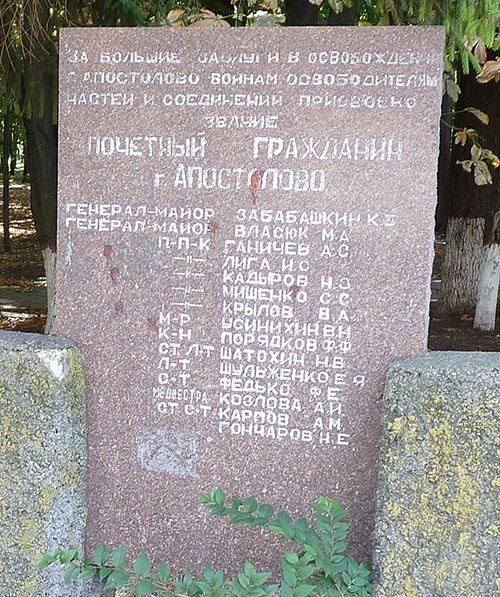 ЗА БОЛЬШИЕ ЗАСЛУГИ В ОСВОБОЖДЕНИИ
Г. АПОСТОЛОВО ВОИНАМ ОСВОБОДИТЕЛЯМ
ЧАСТЕЙ И СОЕДИНЕНИЙ ПРИСВОЕНО
ЗВАНИЕ
ПОЧЕТНЫЙ ГРАЖДАНИН
г. АПОСТОЛОВО
ГЕНЕРАЛ-МАЙОР ЗАБАБАШКИН К.
ГЕНЕРАЛ-МАЙОР ВЛАСЮК М.А
П-П-К ГАНИЧЕВ А.С
-"- ЛИГА И.С
-"- КАДЫРОВ Н.З
-"- МИЩЕНКО С.С.
-"- КРЫЛОВ В.А
М-Р УСИНИХИН В.Н
К-Н ПОРЯДКОВ Ф.Ф
СТ Л-Т ШАТОХИН Н.В
Л-Т ШУЛЬЖЕНКО Е Я
С-Т ФЕДЬКО Ф Е
МЕДСЕСТРА КОЗЛОВА А.И.
СТ С-Т КАРПОВ А.М.
ГОНЧАРОВ Н.Е